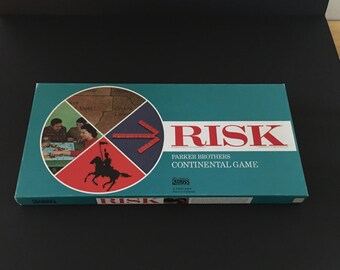 RISK
PARKER BROTHERS
CONTINENTAL GAME
RISK